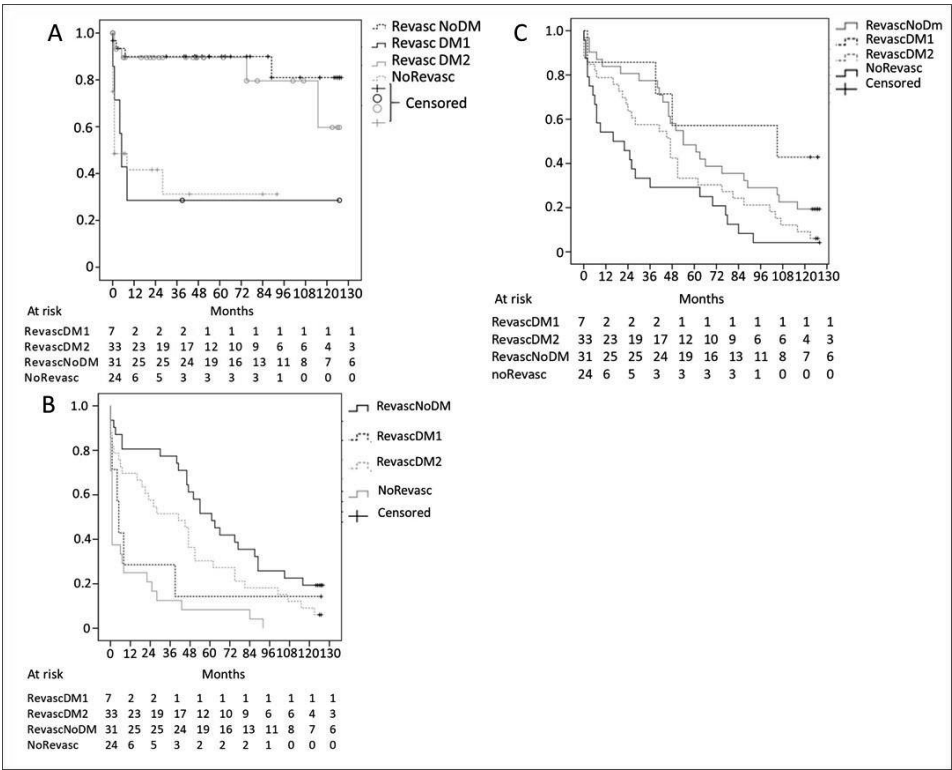 A
1.0
0.8
0.6
0.4
0.2
0
0 12 24 36 48 60 72 84 96 108 120 130
Months
Revasc NoDM
Revasc DM1
Revasc DM2
NoRevasc
Censored
At risk
RevascDM1 7 2 2 2 1 1 1 1 1 1 1
RevascDM2 33 23 19 17 12 10 9 6 6 4 3
RevascNoDM 31 25 25 24 19 16 13 11 8 7 6
NoRevasc 24 6 5 3 3 3 3 1 0 0 0
B
1.0
0.8
0.6
0.4
0.2
0
0 12 24 36 48 60 72 84 96 108 120 130
Months
RevascNoDM
RevascDM1
RevascDM2
NoRevasc
Censored
At risk
RevascDM1 7 2 2 1 1 1 1 1 1 1 1
RevascDM2 33 23 19 17 12 10 9 6 6 4 3
RevascNoDM 31 25 25 24 19 16 13 11 8 7 6
NoRevasc 24 6 5 3 2 2 2 1 0 0 0
C
1.0
0.8
0.6
0.4
0.2
0
0 12 24 36 48 60 72 84 96 108 120 130
Months
RevascNoDm
RevascDM1
RevascDM2
NoRevasc
Censored
At risk
RevascDM1 7 2 2 2 1 1 1 1 1 1 1
RevascDM2 33 23 19 17 12 10 9 6 6 4 3
RevascNoDM 31 25 25 24 19 16 13 11 8 7 6
noRevasc 24 6 5 3 3 3 3 1 0 0 0